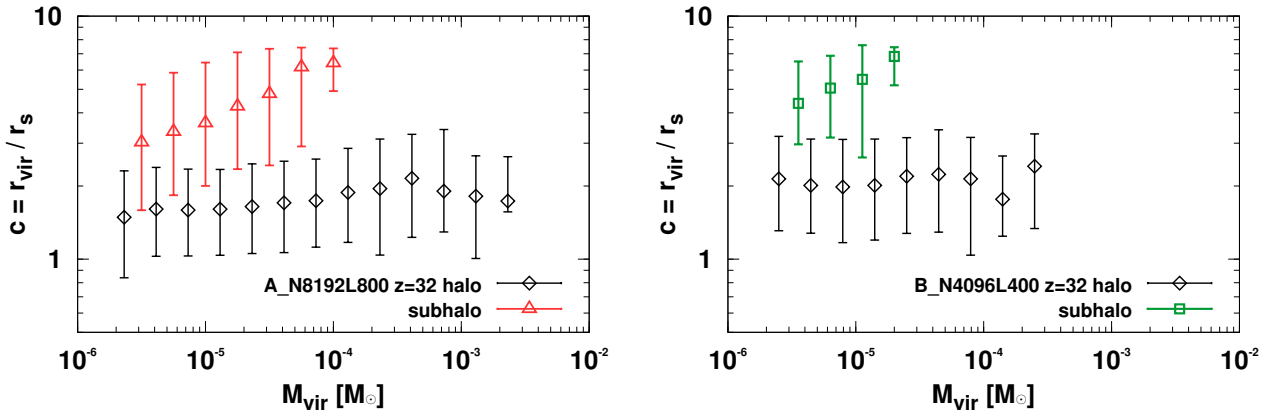 10
1
c = r_vir / r_s
A_N8192L800 z=32 halo
subhalo
10^-6 10^-5 10^-4 10^-3 10^-2
M_vir [M_☉]
10
1
c = r_vir / r_s
B_N4096L400 z=32 halo
subhalo
10^-6 10^-5 10^-4 10^-3 10^-2
M_vir [M_☉]